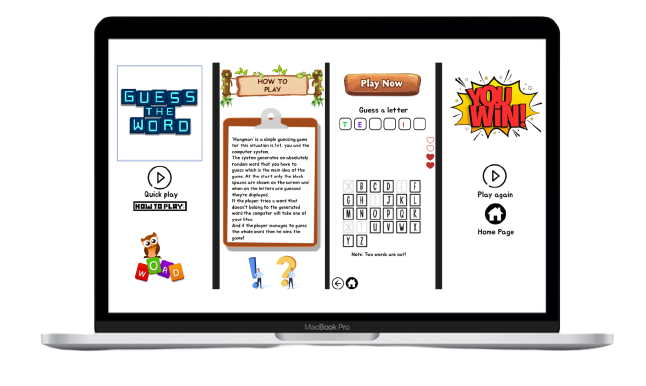 GUESS
THE
WORD
Quick play
HOW TO PLAY
WORD
HOW TO
PLAY
'Hangman' is a simple guessing game
for this situation is 1v1, you and the
computer system.
The system generates an absolutely
random word that you have to
guess which is the main idea of the
game. At the start only the blank
spaces are shown on the screen and
when on the letters are guessed
they're displayed.
If the player tries a word that
doesn't belong to the generated
word the computer will take one of
your lifes.
And if the player manages to guess
the whole word then he wins the
game!
! ?
Play Now
Guess a letter
T E I
B C D F
G H J K L
M N O P Q R
U V W X
Y Z
Note: Two words are out!
YOU
WIN!
Play again
Home Page
MacBook Pro